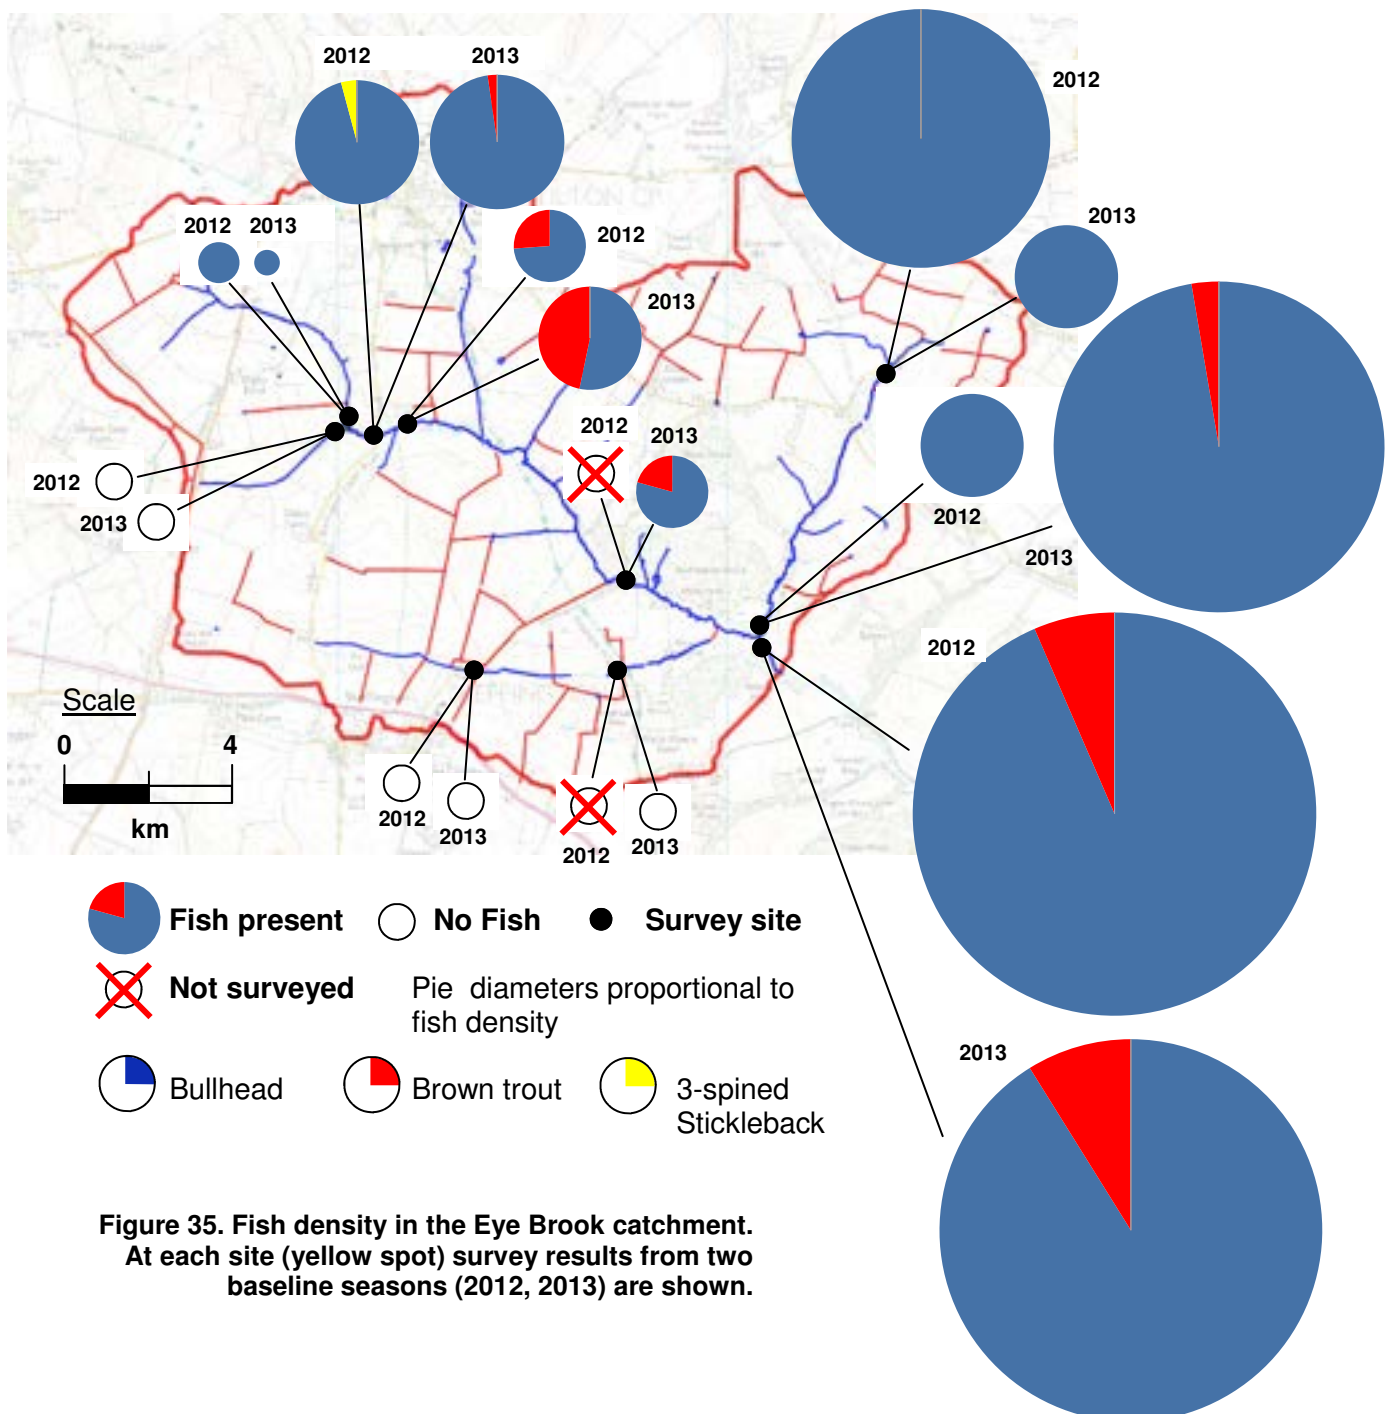 2012
2013
2012
2013
2012
2013
2012
2013
2012
2013
2012
2013
2012
2013
2012
2013
2012
2013
Scale
0
4
km
2012
2013
2012
2013
Fish present
No Fish
Survey site
Not surveyed
Pie diameters proportional to
fish density
Bullhead
Brown trout
3-spined
Stickleback
Figure 35. Fish density in the Eye Brook catchment.
At each site (yellow spot) survey results from two
baseline seasons (2012, 2013) are shown.